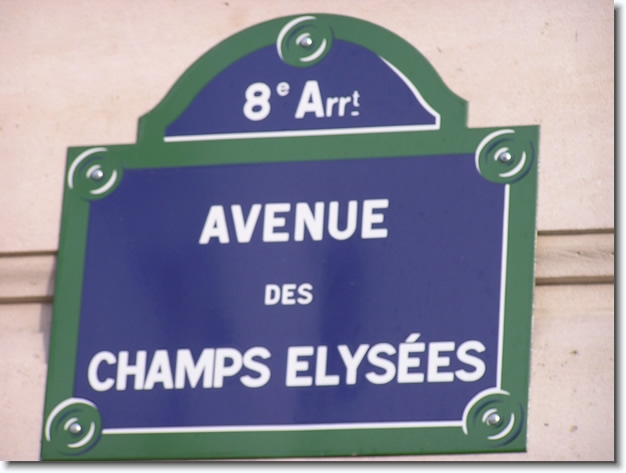 8e Arrt
AVENUE
DES
CHAMPS ELYSÉES